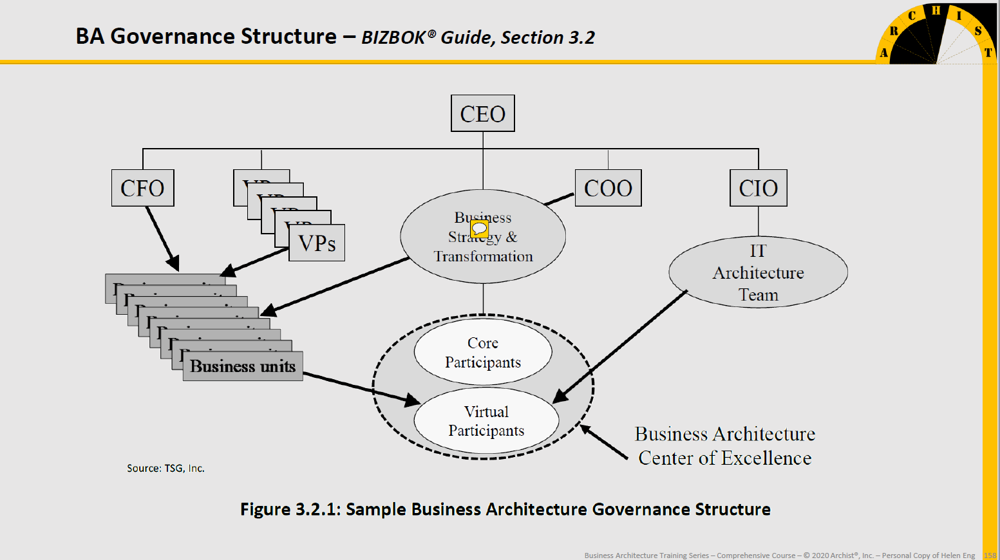 BA Governance Structure – BIZBOK® Guide, Section 3.2
ARCHIST
CEO
CFO
VPs
COO
CIO
Business
Strategy &
Transformation
IT
Architecture
Team
Core
Participants
Business units
Virtual
Participants
Business Architecture
Center of Excellence
Source: TSG, Inc.
Figure 3.2.1: Sample Business Architecture Governance Structure
Business Architecture Training Series – Comprehensive Course – © 2020 Archist®, Inc. – Personal Copy of Helen Eng 158